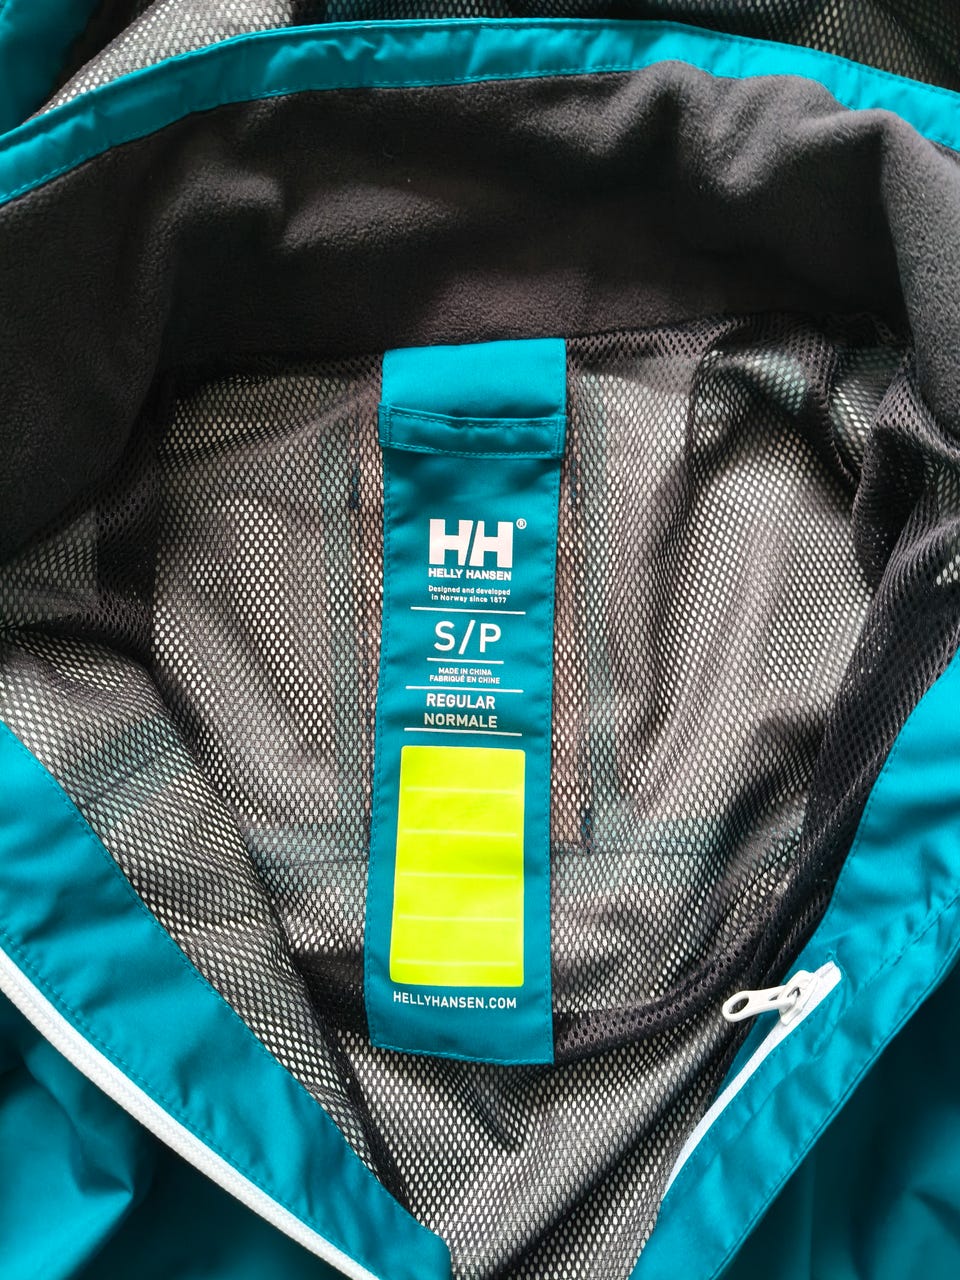 HH®
HELLY HANSEN
Designed and developed
in Norway since 1877
S/P
MADE IN CHINA
FABRIQUÉ EN CHINE
REGULAR
NORMALE
HELLYHANSEN.COM